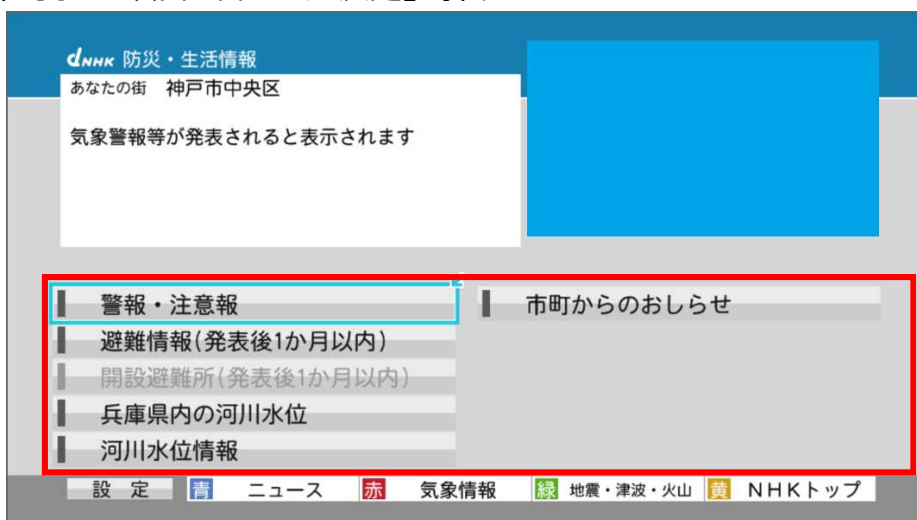 dNHK 防災・生活情報
あなたの街 神戸市中央区
気象警報等が発表されると表示されます
警報・注意報
避難情報(発表後1か月以内)
開設避難所(発表後1か月以内)
兵庫県内の河川水位
河川水位情報
市町からのおしらせ
設 定 青 ニュース 赤 気象情報 緑 地震・津波・火山 黄 NHKトップ